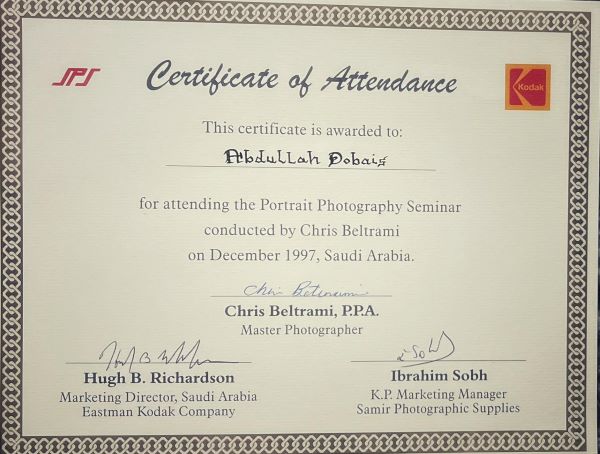 SPS
Certificate of Attendance
Kodak
This certificate is awarded to:
Abdullah Dobais
for attending the Portrait Photography Seminar
conducted by Chris Beltrami
on December 1997, Saudi Arabia.
Chris Beltrami, P.P.A.
Master Photographer
Hugh B. Richardson
Marketing Director, Saudi Arabia
Eastman Kodak Company
Ibrahim Sobh
K.P. Marketing Manager
Samir Photographic Supplies